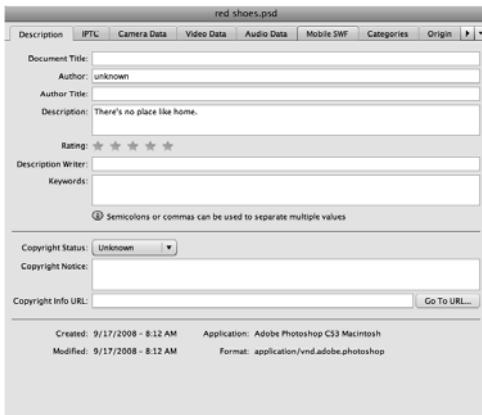 red shoes.psd
Description IPTC Camera Data Video Data Audio Data Mobile SWF Categories Origin
Document Title:
Author: unknown
Author Title:
Description: There's no place like home.
Rating:
Description Writer:
Keywords:
Semicolons or commas can be used to separate multiple values
Copyright Status: Unknown
Copyright Notice:
Copyright Info URL: Go To URL...
Created: 9/17/2008 - 8:12 AM Application: Adobe Photoshop CS3 Macintosh
Modified: 9/17/2008 - 8:12 AM Format: application/vnd.adobe.photoshop